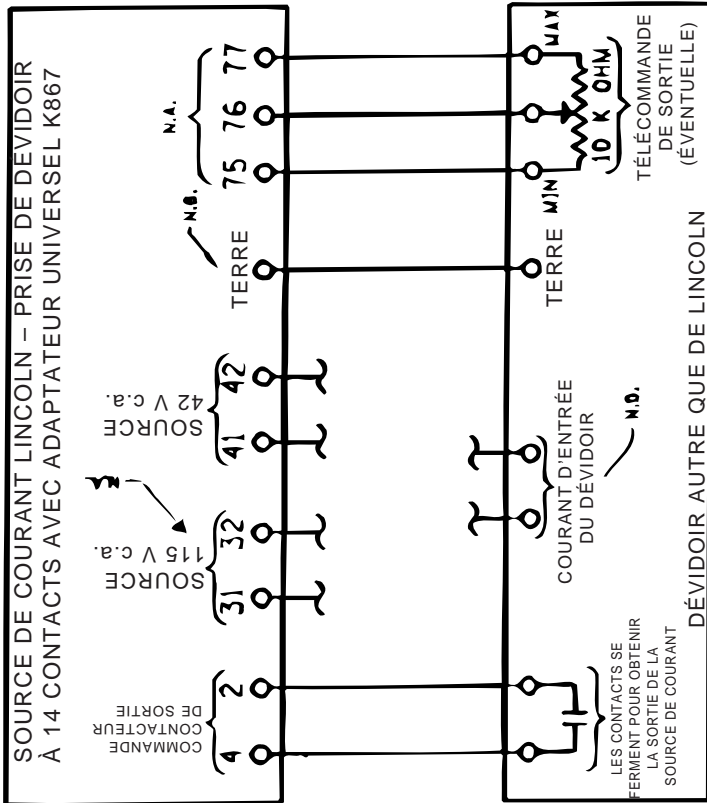 SOURCE DE COURANT LINCOLN – PRISE DE DEVIDOIR
À 14 CONTACTS AVEC ADAPTATEUR UNIVERSEL K867
COMMANDE
CONTACTEUR
DE SORTIE
4
2
SOURCE
115 V c.a.
31
32
SOURCE
42 V c.a.
41
42
N.B.
TERRE
N.A.
75
76
77
LES CONTACTS SE
FERMENT POUR OBTENIR
LA SORTIE DE LA
SOURCE DE COURANT
COURANT D'ENTRÉE
DU DÉVIDOIR
N.D.
TERRE
MIN
MAX
10 K OHM
TÉLÉCOMMANDE
DE SORTIE
(ÉVENTUELLE)
DÉVIDOIR AUTRE QUE DE LINCOLN